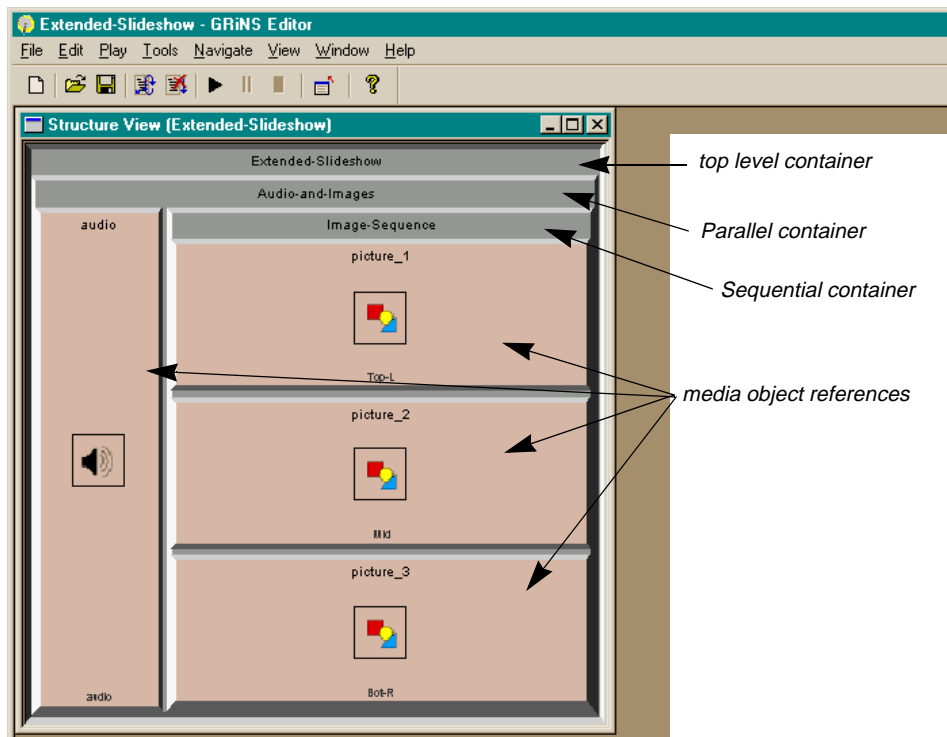 Extended-Slideshow - GRiNS Editor
File Edit Play Tools Navigate View Window Help
Structure View (Extended-Slideshow)
Extended-Slideshow
top level container
Audio-and-Images
Parallel container
audio
Image-Sequence
Sequential container
picture_1
Top-L
media object references
picture_2
Mid
picture_3
audio
Bot-R